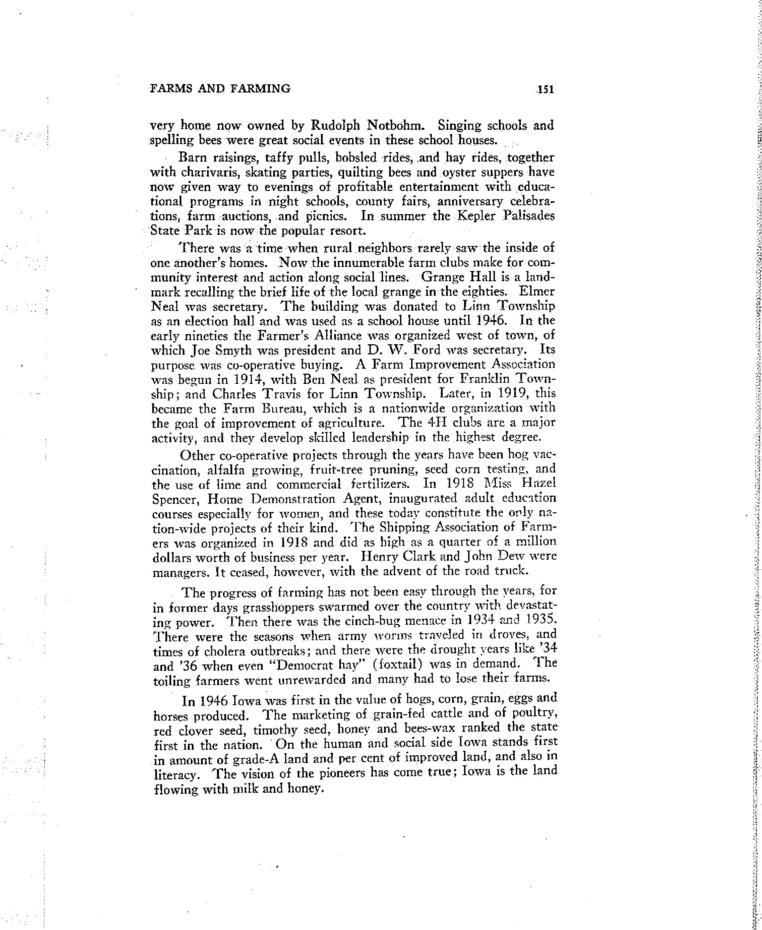 FARMS AND FARMING 151
very home now owned by Rudolph Notbohm. Singing schools and
spelling bees were great social events in these school houses.
Barn raisings, taffy pulls, bobsled rides, and hay rides, together
with charivaris, skating parties, quilting bees and oyster suppers have
now given way to evenings of profitable entertainment with educa-
tional programs in night schools, county fairs, anniversary celebra-
tions, farm auctions, and picnics. In summer the Kepler Palisades
State Park is now the popular resort.
There was a time when rural neighbors rarely saw the inside of
one another's homes. Now the innumerable farm clubs make for com-
munity interest and action along social lines. Grange Hall is a land-
mark recalling the brief life of the local grange in the eighties. Elmer
Neal was secretary. The building was donated to Linn Township
as an election hall and was used as a school house until 1946. In the
early nineties the Farmer's Alliance was organized west of town, of
which Joe Smyth was president and D. W. Ford was secretary. Its
purpose was co-operative buying. A Farm Improvement Association
was begun in 1914, with Ben Neal as president for Franklin Town-
ship; and Charles Travis for Linn Township. Later, in 1919, this
became the Farm Bureau, which is a nationwide organization with
the goal of improvement of agriculture. The 4H clubs are a major
activity, and they develop skilled leadership in the highest degree.
Other co-operative projects through the years have been hog vac-
cination, alfalfa growing, fruit-tree pruning, seed corn testing, and
the use of lime and commercial fertilizers. In 1918 Miss Hazel
Spencer, Home Demonstration Agent, inaugurated adult education
courses especially for women, and these today constitute the only na-
tion-wide projects of their kind. The Shipping Association of Farm-
ers was organized in 1918 and did as high as a quarter of a million
dollars worth of business per year. Henry Clark and John Dew were
managers. It ceased, however, with the advent of the road truck.
The progress of farming has not been easy through the years, for
in former days grasshoppers swarmed over the country with devastat-
ing power. Then there was the cinch-bug menace in 1934 and 1935.
There were the seasons when army worms traveled in droves, and
times of cholera outbreaks; and there were the drought years like '34
and '36 when even "Democrat hay" (foxtail) was in demand. The
toiling farmers went unrewarded and many had to lose their farms.
In 1946 Iowa was first in the value of hogs, corn, grain, eggs and
horses produced. The marketing of grain-fed cattle and of poultry,
red clover seed, timothy seed, honey and bees-wax ranked the state
first in the nation. On the human and social side Iowa stands first
in amount of grade-A land and per cent of improved land, and also in
literacy. The vision of the pioneers has come true; Iowa is the land
flowing with milk and honey.